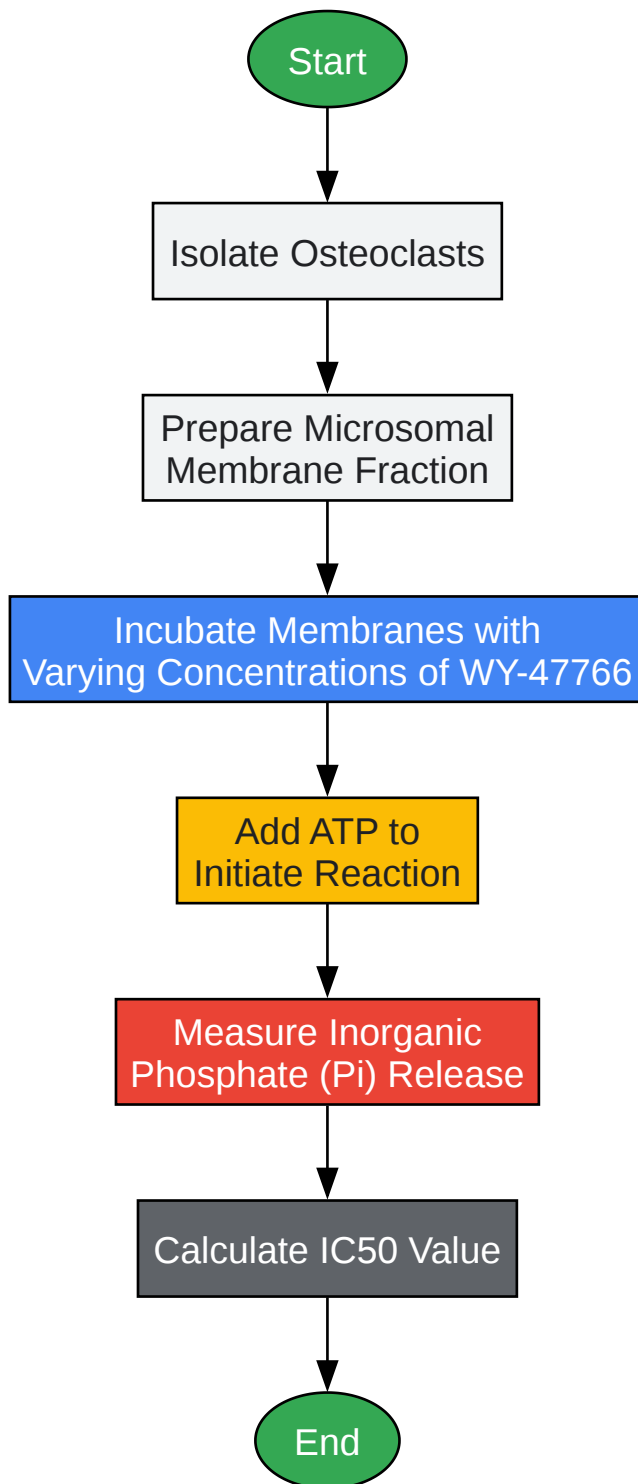 Start
Isolate Osteoclasts
Prepare Microsomal
Membrane Fraction
Incubate Membranes with
Varying Concentrations of WY-47766
Add ATP to
Initiate Reaction
Measure Inorganic
Phosphate (Pi) Release
Calculate IC50 Value
End